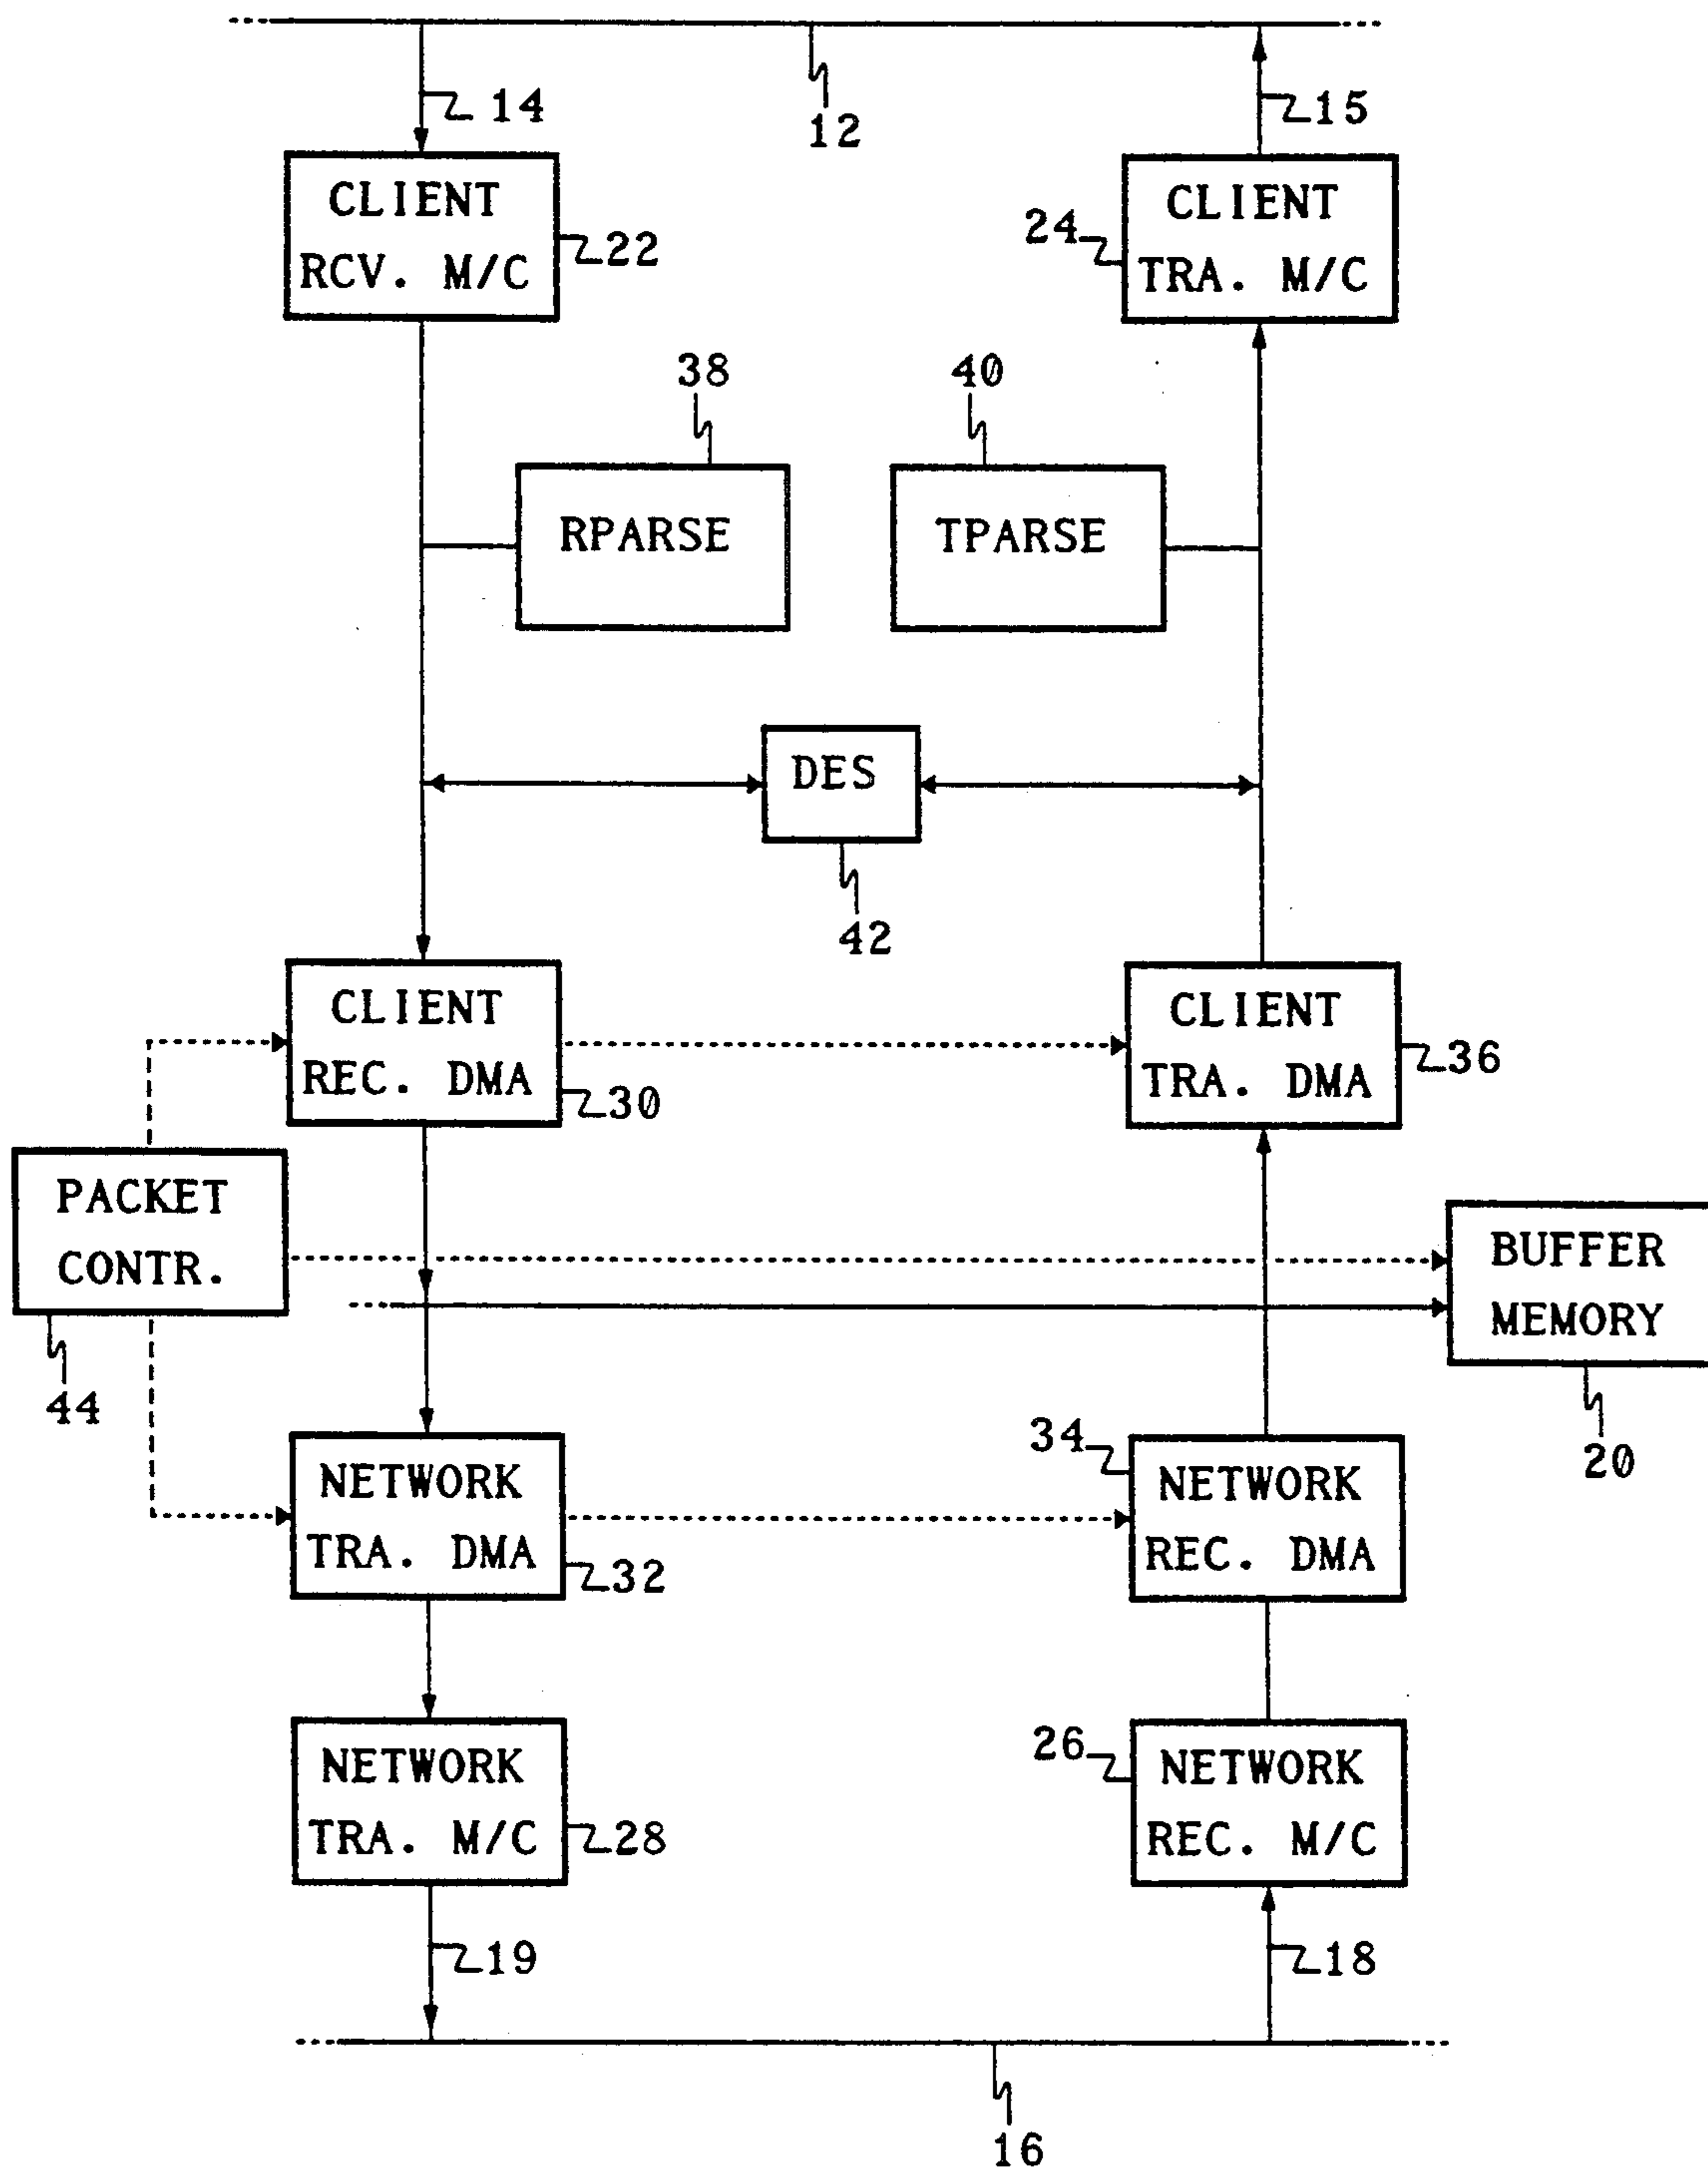 14
12
15
CLIENT
RCV. M/C
22
24
CLIENT
TRA. M/C
38
40
RPARSE
TPARSE
DES
42
CLIENT
REC. DMA
30
CLIENT
TRA. DMA
36
PACKET
CONTR.
44
BUFFER
MEMORY
20
NETWORK
TRA. DMA
32
34
NETWORK
REC. DMA
NETWORK
TRA. M/C
28
26
NETWORK
REC. M/C
19
18
16